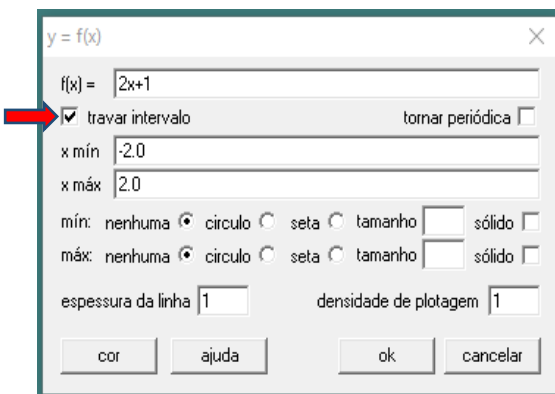 y = f(x)
f(x) = 2x+1
travar intervalo tornar periódica
x mín -2.0
x máx 2.0
mín: nenhuma circulo seta tamanho sólido
máx: nenhuma circulo seta tamanho sólido
espessura da linha 1 densidade de plotagem 1
cor ajuda ok cancelar